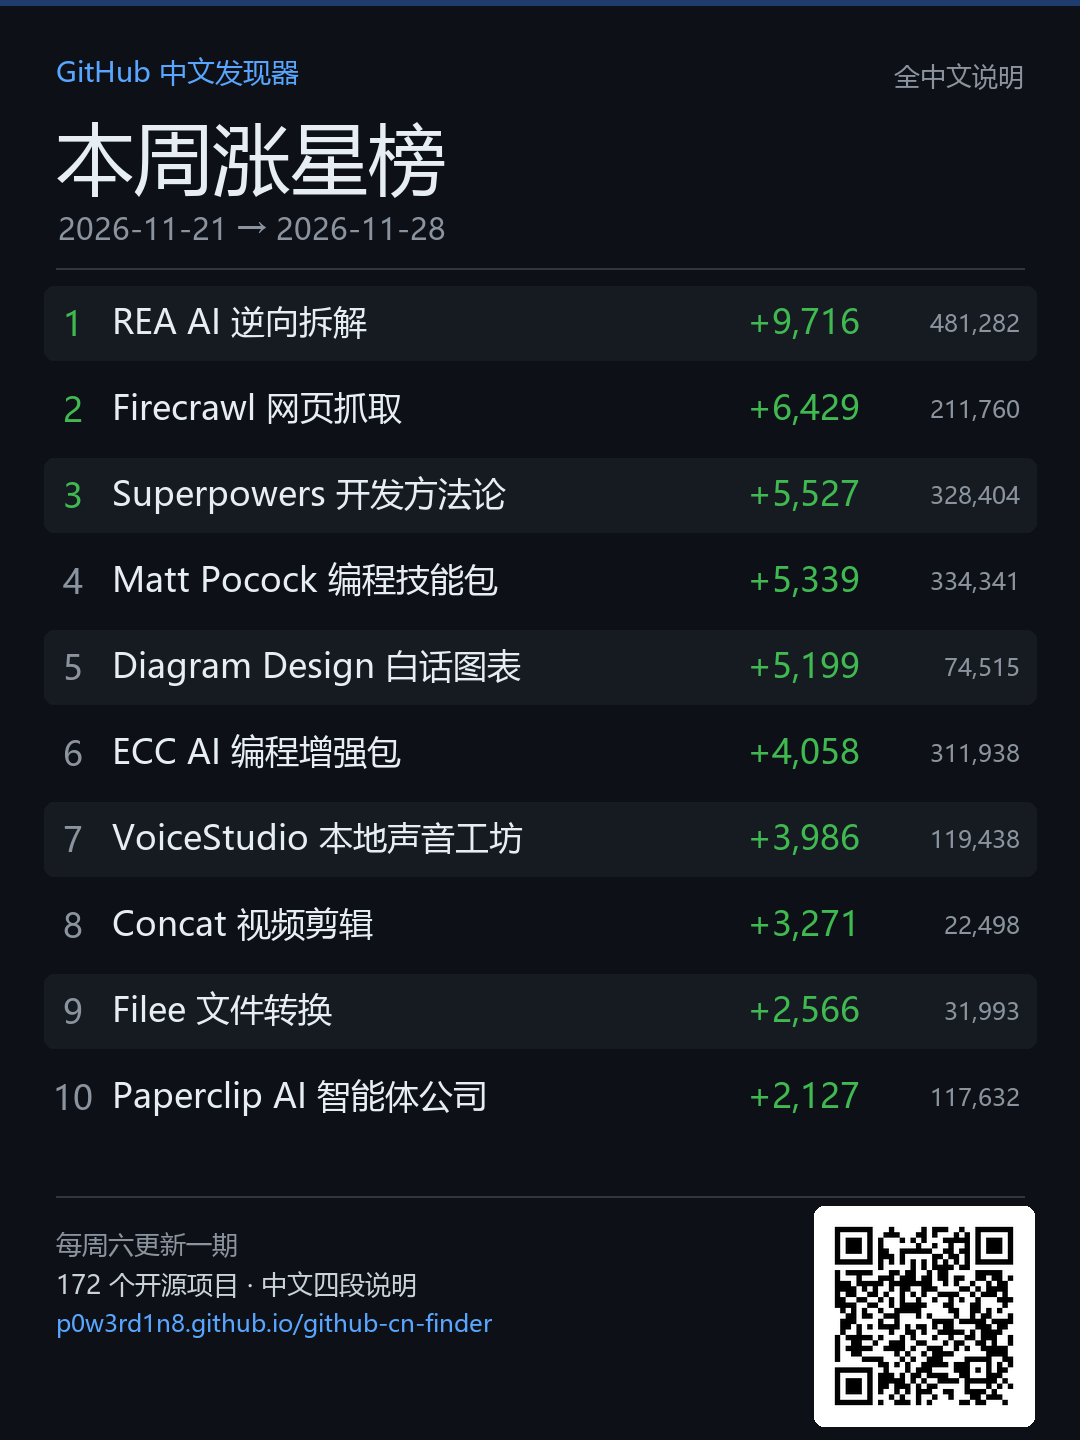 GitHub 中文发现器
全中文说明
本周涨星榜
2026-11-21 → 2026-11-28
1 REA AI 逆向拆解 +9,716 481,282
2 Firecrawl 网页抓取 +6,429 211,760
3 Superpowers 开发方法论 +5,527 328,404
4 Matt Pocock 编程技能包 +5,339 334,341
5 Diagram Design 白话图表 +5,199 74,515
6 ECC AI 编程增强包 +4,058 311,938
7 VoiceStudio 本地声音工坊 +3,986 119,438
8 Concat 视频剪辑 +3,271 22,498
9 Filee 文件转换 +2,566 31,993
10 Paperclip AI 智能体公司 +2,127 117,632
每周六更新一期
172 个开源项目 · 中文四段说明
p0w3rd1n8.github.io/github-cn-finder